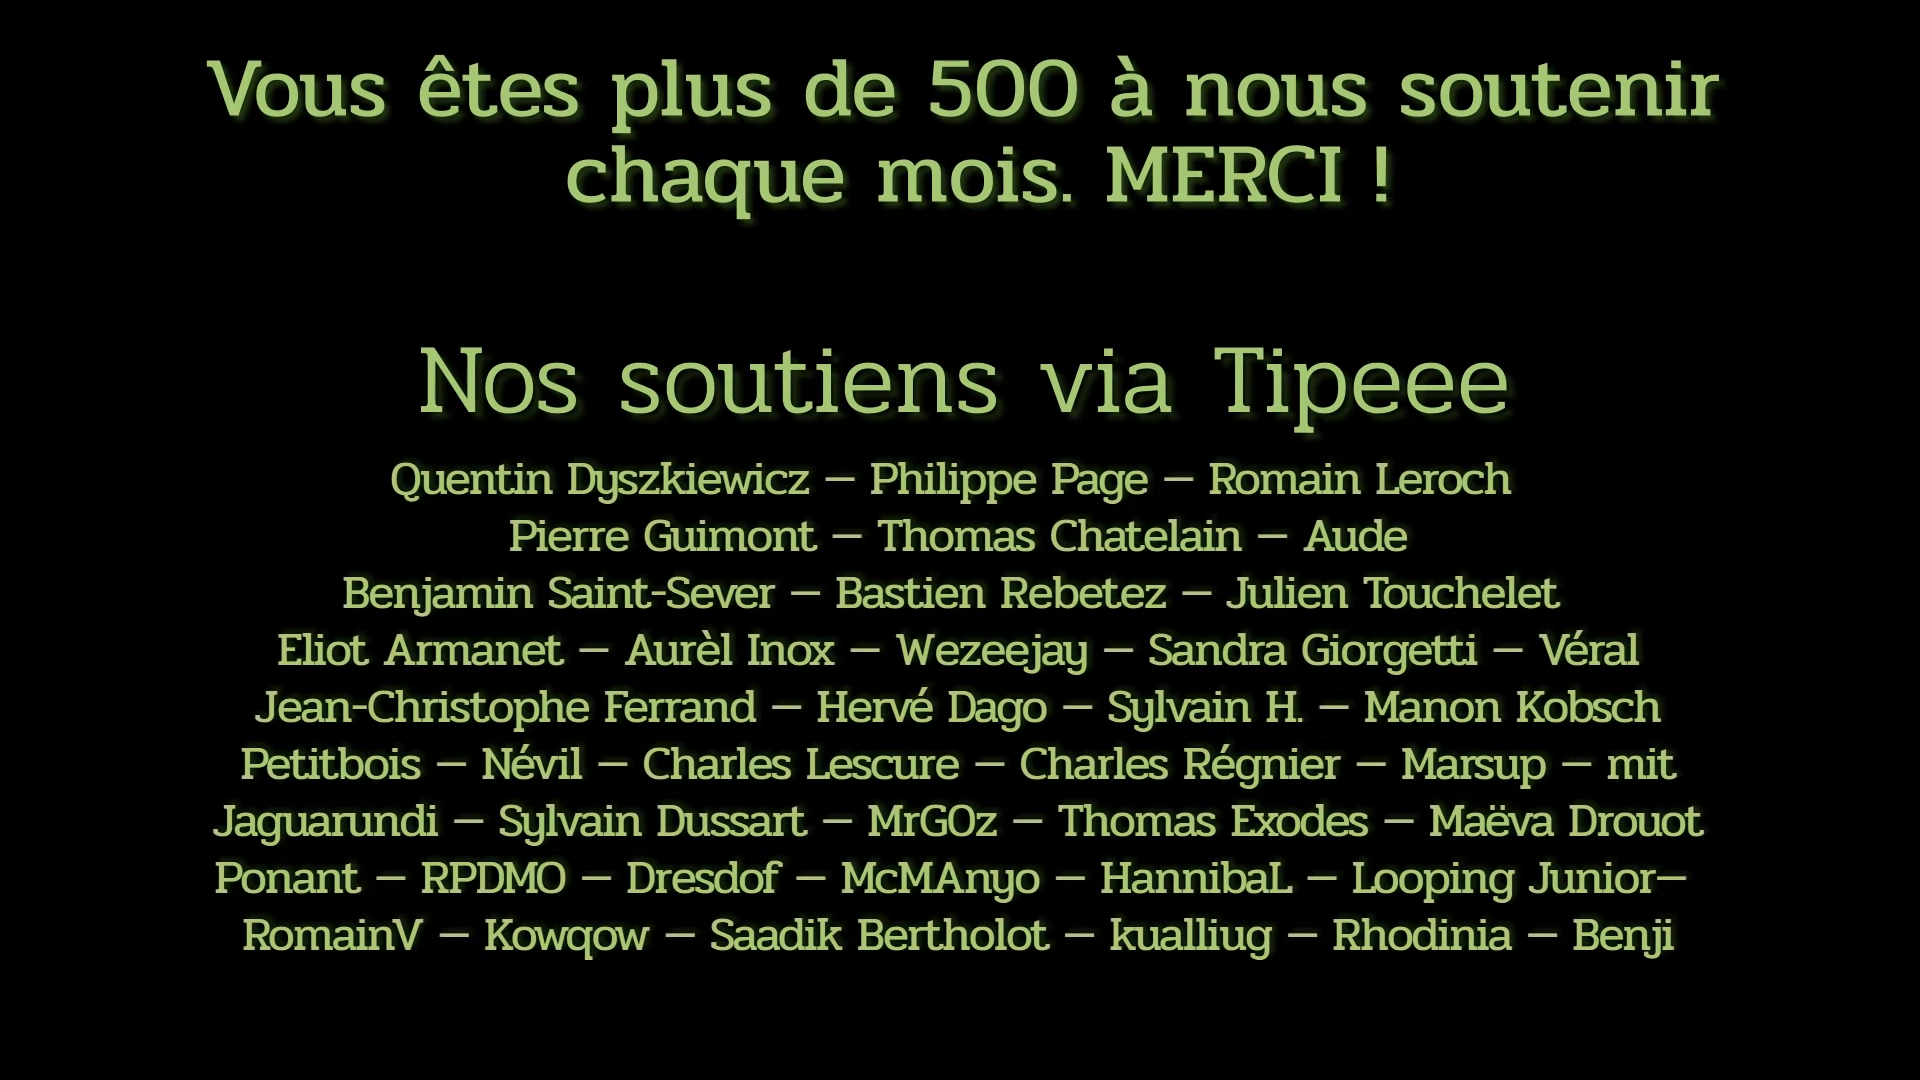 Vous êtes plus de 500 à nous soutenir
chaque mois. MERCI !
Nos soutiens via Tipeee
Quentin Dyszkiewicz – Philippe Page – Romain Leroch
Pierre Guimont – Thomas Chatelain – Aude
Benjamin Saint-Sever – Bastien Rebetez – Julien Touchelet
Eliot Armanet – Aurèl Inox – Wezeejay – Sandra Giorgetti – Véral
Jean-Christophe Ferrand – Hervé Dago – Sylvain H. – Manon Kobsch
Petitbois – Névil – Charles Lescure – Charles Régnier – Marsup – mit
Jaguarundi – Sylvain Dussart – MrGOz – Thomas Exodes – Maëva Drouot
Ponant – RPDMO – Dresdof – McMAnyo – HannibaL – Looping Junior–
RomainV – Kowqow – Saadik Bertholot – kualliug – Rhodinia – Benji